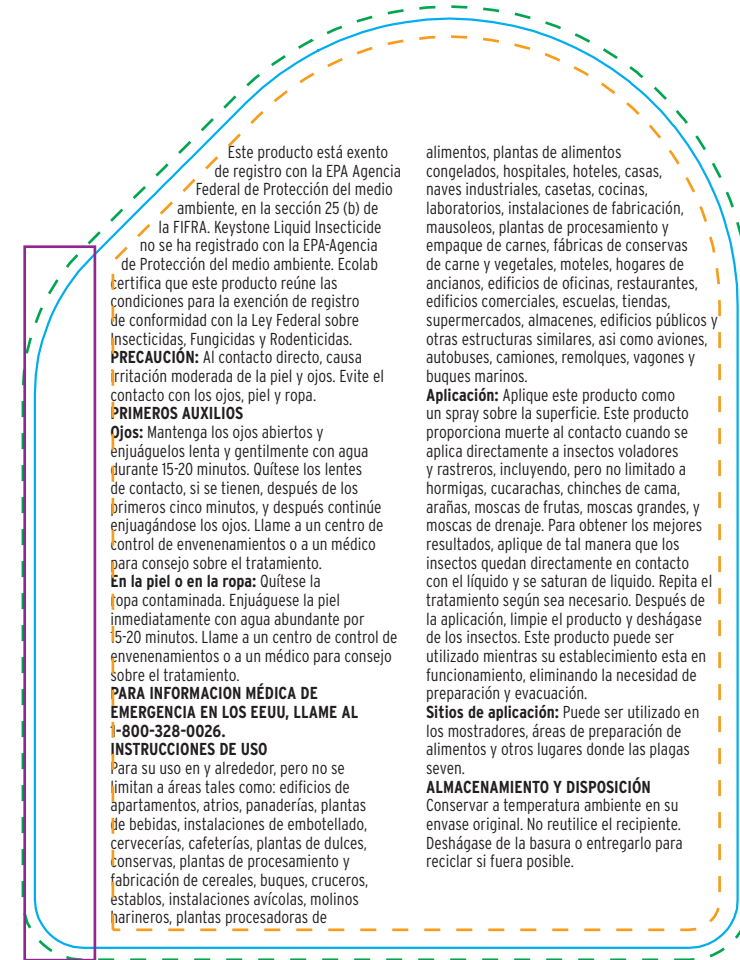 Este producto está exento
de registro con la EPA Agencia
Federal de Protección del medio
ambiente, en la sección 25 (b) de
la FIFRA. Keystone Liquid Insecticide
no se ha registrado con la EPA-Agencia
de Protección del medio ambiente. Ecolab
certifica que este producto reúne las
condiciones para la exención de registro
de conformidad con la Ley Federal sobre
Insecticidas, Fungicidas y Rodenticidas.
PRECAUCIÓN: Al contacto directo, causa
irritación moderada de la piel y ojos. Evite el
contacto con los ojos, piel y ropa.
PRIMEROS AUXILIOS
Ojos: Mantenga los ojos abiertos y
enjuáguelos lenta y gentilmente con agua
durante 15-20 minutos. Quítese los lentes
de contacto, si se tienen, después de los
primeros cinco minutos, y después continúe
enjuagándose los ojos. Llame a un centro de
control de envenenamientos o a un médico
para consejo sobre el tratamiento.
En la piel o en la ropa: Quítese la
ropa contaminada. Enjuáguese la piel
inmediatamente con agua abundante por
15-20 minutos. Llame a un centro de control de
envenenamientos o a un médico para consejo
sobre el tratamiento.
PARA INFORMACION MÉDICA DE
EMERGENCIA EN LOS EEUU, LLAME AL
1-800-328-0026.
INSTRUCCIONES DE USO
Para su uso en y alrededor, pero no se
limitan a áreas tales como: edificios de
apartamentos, atrios, panaderías, plantas
de bebidas, instalaciones de embotellado,
cervecerías, cafeterías, plantas de dulces,
conservas, plantas de procesamiento y
fabricación de cereales, buques, cruceros,
establos, instalaciones avícolas, molinos
harineros, plantas procesadoras de
alimentos, plantas de alimentos
congelados, hospitales, hoteles, casas,
naves industriales, casetas, cocinas,
laboratorios, instalaciones de fabricación,
mausoleos, plantas de procesamiento y
empaque de carnes, fábricas de conservas
de carne y vegetales, moteles, hogares de
ancianos, edificios de oficinas, restaurantes,
edificios comerciales, escuelas, tiendas,
supermercados, almacenes, edificios públicos y
otras estructuras similares, asi como aviones,
autobuses, camiones, remolques, vagones y
buques marinos.
Aplicación: Aplique este producto como
un spray sobre la superficie. Este producto
proporciona muerte al contacto cuando se
aplica directamente a insectos voladores
y rastreros, incluyendo, pero no limitado a
hormigas, cucarachas, chinches de cama,
arañas, moscas de frutas, moscas grandes, y
moscas de drenaje. Para obtener los mejores
resultados, aplique de tal manera que los
insectos quedan directamente en contacto
con el líquido y se saturan de liquido. Repita el
tratamiento según sea necesario. Después de
la aplicación, limpie el producto y deshágase
de los insectos. Este producto puede ser
utilizado mientras su establecimiento esta en
funcionamiento, eliminando la necesidad de
preparación y evacuación.
Sitios de aplicación: Puede ser utilizado en
los mostradores, áreas de preparación de
alimentos y otros lugares donde las plagas
seven.
ALMACENAMIENTO Y DISPOSICIÓN
Conservar a temperatura ambiente en su
envase original. No reutilice el recipiente.
Deshágase de la basura o entregarlo para
reciclar si fuera posible.